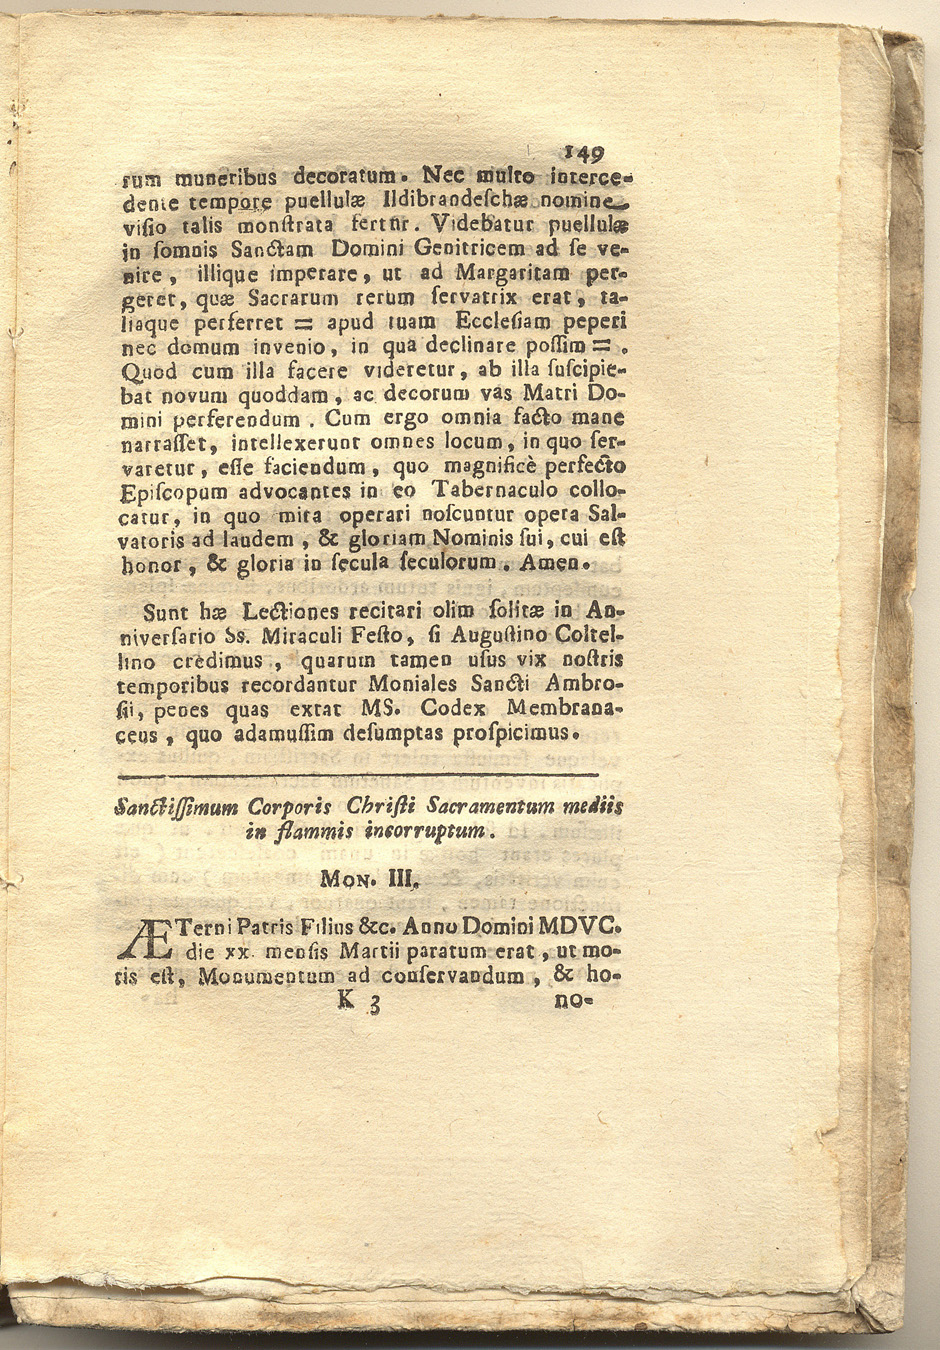 149
rum muneribus decoratum. Nec multo interce-
dente tempore puellulæ Ildibrandeſchæ nomine
viſio talis monſtrata fertur. Videbatur puellulæ
in ſomnis Sanctam Domini Genitricem ad ſe ve-
nire, illique imperare, ut ad Margaritam per-
geret, quæ Sacrarum rerum ſervatrix erat, ta-
liaque perferret = apud tuam Eccleſiam peperi
nec domum invenio, in qua declinare poſſim =.
Quod cum illa facere videretur, ab illa ſuſcipie-
bat novum quoddam, ac decorum vas Matri Do-
mini perferendum. Cum ergo omnia facto mane
narraſſet, intellexerunt omnes locum, in quo ſer-
varetur, eſſe faciendum, quo magnificè perfecto
Epiſcopum advocantes in eo Tabernaculo collo-
catur, in quo mira operari noſcuntur opera Sal-
vatoris ad laudem, & gloriam Nominis ſui, cui eſt
honor, & gloria in ſecula ſeculorum. Amen.
Sunt hæ Lectiones recitari olim ſolitæ in An-
niverſario Ss. Miraculi Feſto, ſi Auguſtino Coltel-
lino credimus, quarum tamen uſus vix noſtris
temporibus recordantur Moniales Sancti Ambro-
ſii, penes quas extat MS. Codex Membrana-
ceus, quo adamuſſim deſumptas proſpicimus.
Sanctiſſimum Corporis Chriſti Sacramentum mediis
in flammis incorruptum.
MON. III.
ÆTerni Patris Filius &c. Anno Domini MDVC.
die xx. menſis Martii paratum erat, ut mo-
ris eſt, Monumentum ad conſervandum, & ho-
K 3 no-